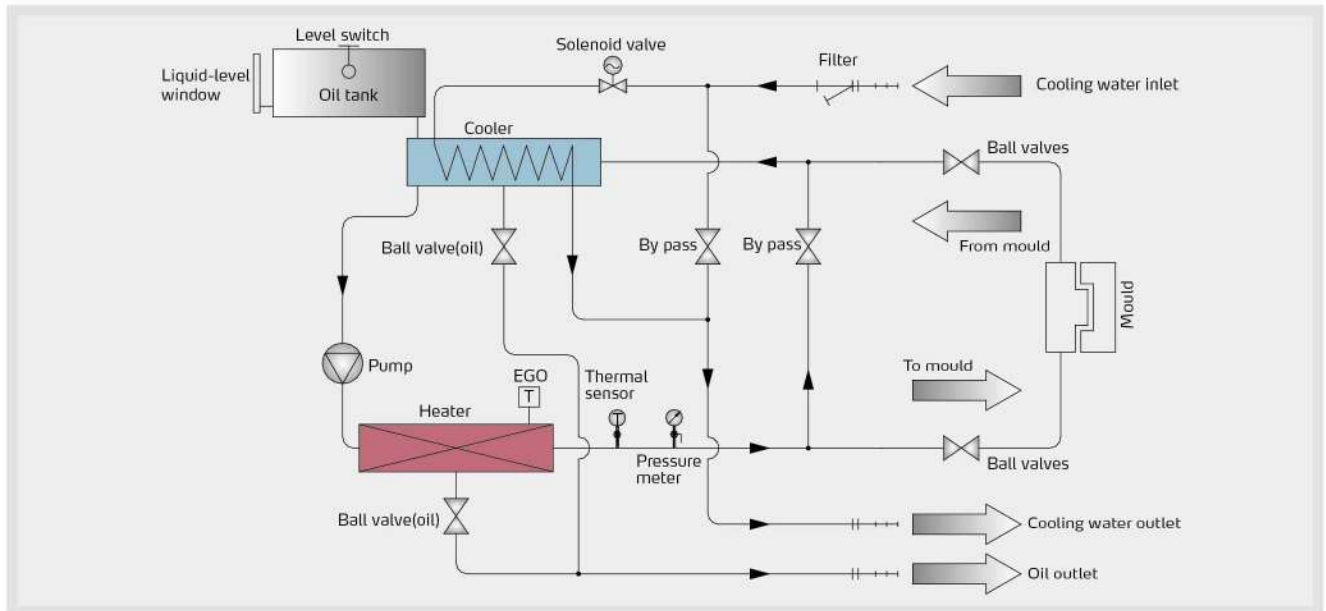 Level switch
Liquid-level
window
Oil tank
Solenoid valve
Filter
Cooling water inlet
Cooler
Ball valves
Ball valve(oil)
By pass
By pass
From mould
Mould
Pump
EGO
T
Thermal
sensor
T
To mould
Heater
Pressure
meter
Ball valves
Ball valve(oil)
Cooling water outlet
Oil outlet